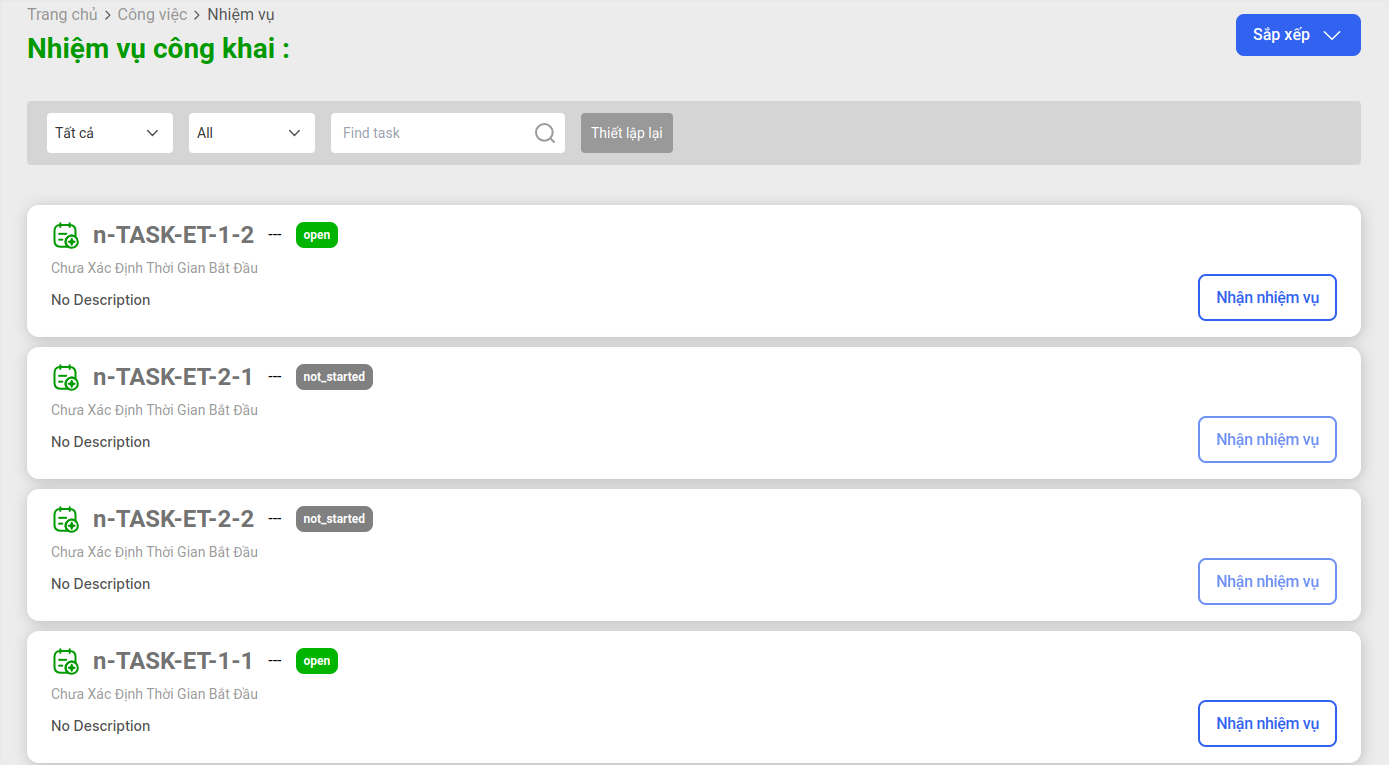 Trang chủ > Công việc > Nhiệm vụ
Nhiệm vụ công khai :
Sắp xếp
Tất cả
All
Find task
Thiết lập lại
n-TASK-ET-1-2 --- open
Chưa Xác Định Thời Gian Bắt Đầu
No Description
Nhận nhiệm vụ
n-TASK-ET-2-1 --- not_started
Chưa Xác Định Thời Gian Bắt Đầu
No Description
Nhận nhiệm vụ
n-TASK-ET-2-2 --- not_started
Chưa Xác Định Thời Gian Bắt Đầu
No Description
Nhận nhiệm vụ
n-TASK-ET-1-1 --- open
Chưa Xác Định Thời Gian Bắt Đầu
No Description
Nhận nhiệm vụ